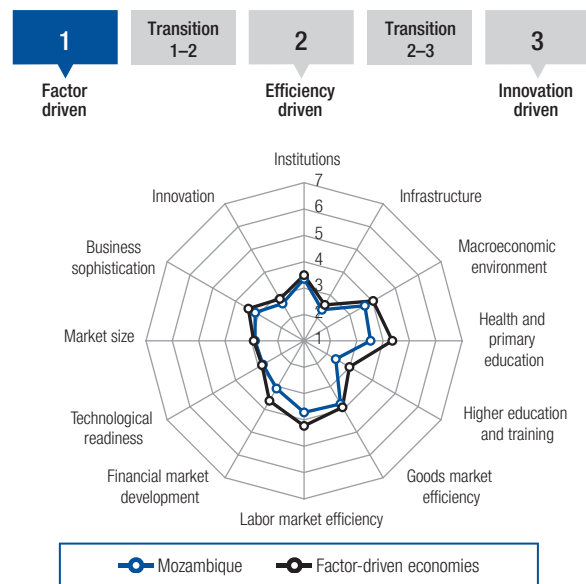 1
Transition
1–2
2
Transition
2–3
3
Factor
driven
Efficiency
driven
Innovation
driven
Institutions
7
Innovation
Infrastructure
6
5
Business
sophistication
Macroeconomic
environment
4
3
2
Market size
1
Health and
primary
education
Technological
readiness
Higher education
and training
Financial market
development
Goods market
efficiency
Labor market efficiency
Mozambique
Factor-driven economies